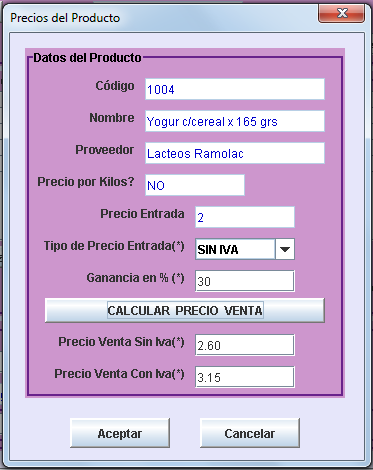 Precios del Producto
Datos del Producto
Código 1004
Nombre Yogur c/cereal x 165 grs
Proveedor Lacteos Ramolac
Precio por Kilos? NO
Precio Entrada 2
Tipo de Precio Entrada(*) SIN IVA
Ganancia en % (*) 30
CALCULAR PRECIO VENTA
Precio Venta Sin Iva(*) 2.60
Precio Venta Con Iva(*) 3.15
Aceptar Cancelar